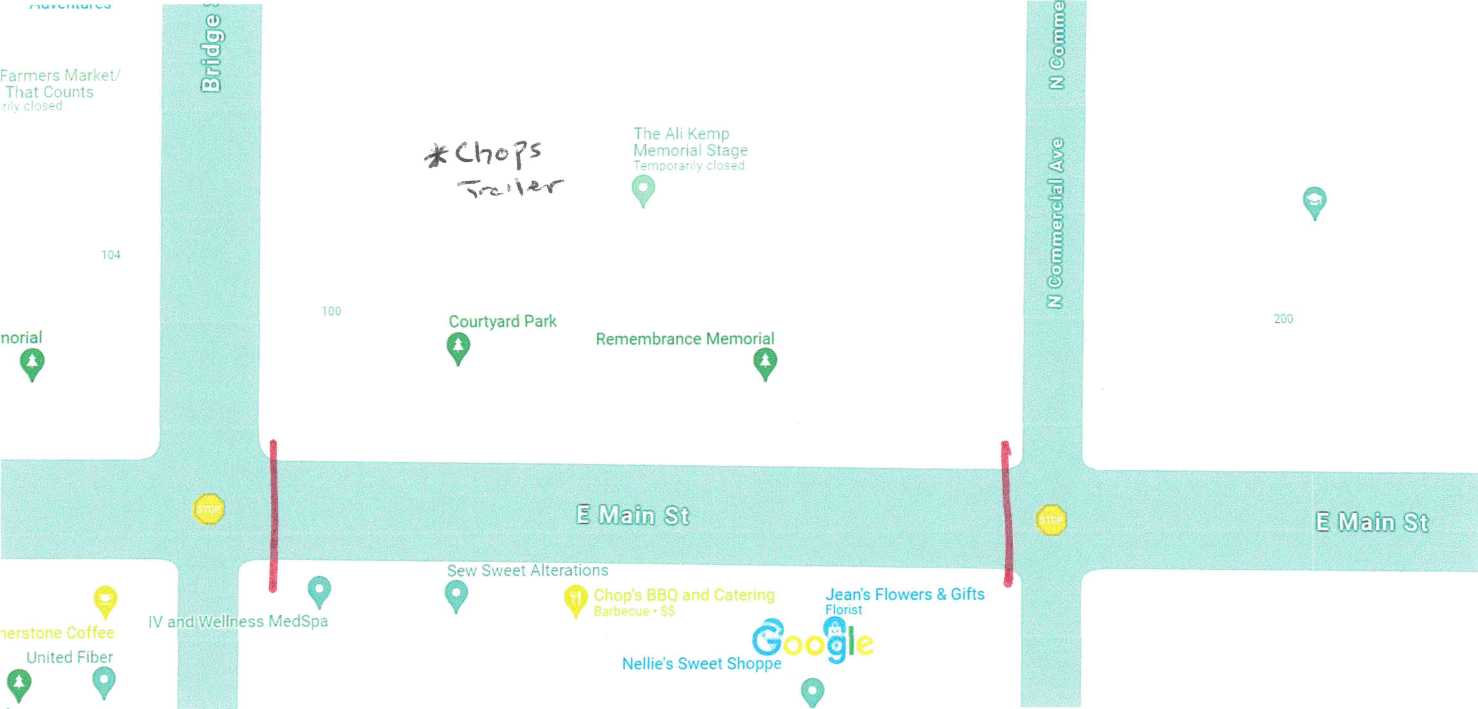 Adventures
Bridge
N Comme
Farmers Market/
That Counts
rily closed
*Chops
Trailer
The Ali Kemp
Memorial Stage
Temporarily closed
N Commercial Ave
104
100
200
Courtyard Park
Remembrance Memorial
norial
STOP
E Main St
STOP
E Main St
Sew Sweet Alterations
Chop's BBQ and Catering
Barbecue • $$
Jean's Flowers & Gifts
Florist
IV and Wellness MedSpa
nerstone Coffee
United Fiber
Google
Nellie's Sweet Shoppe